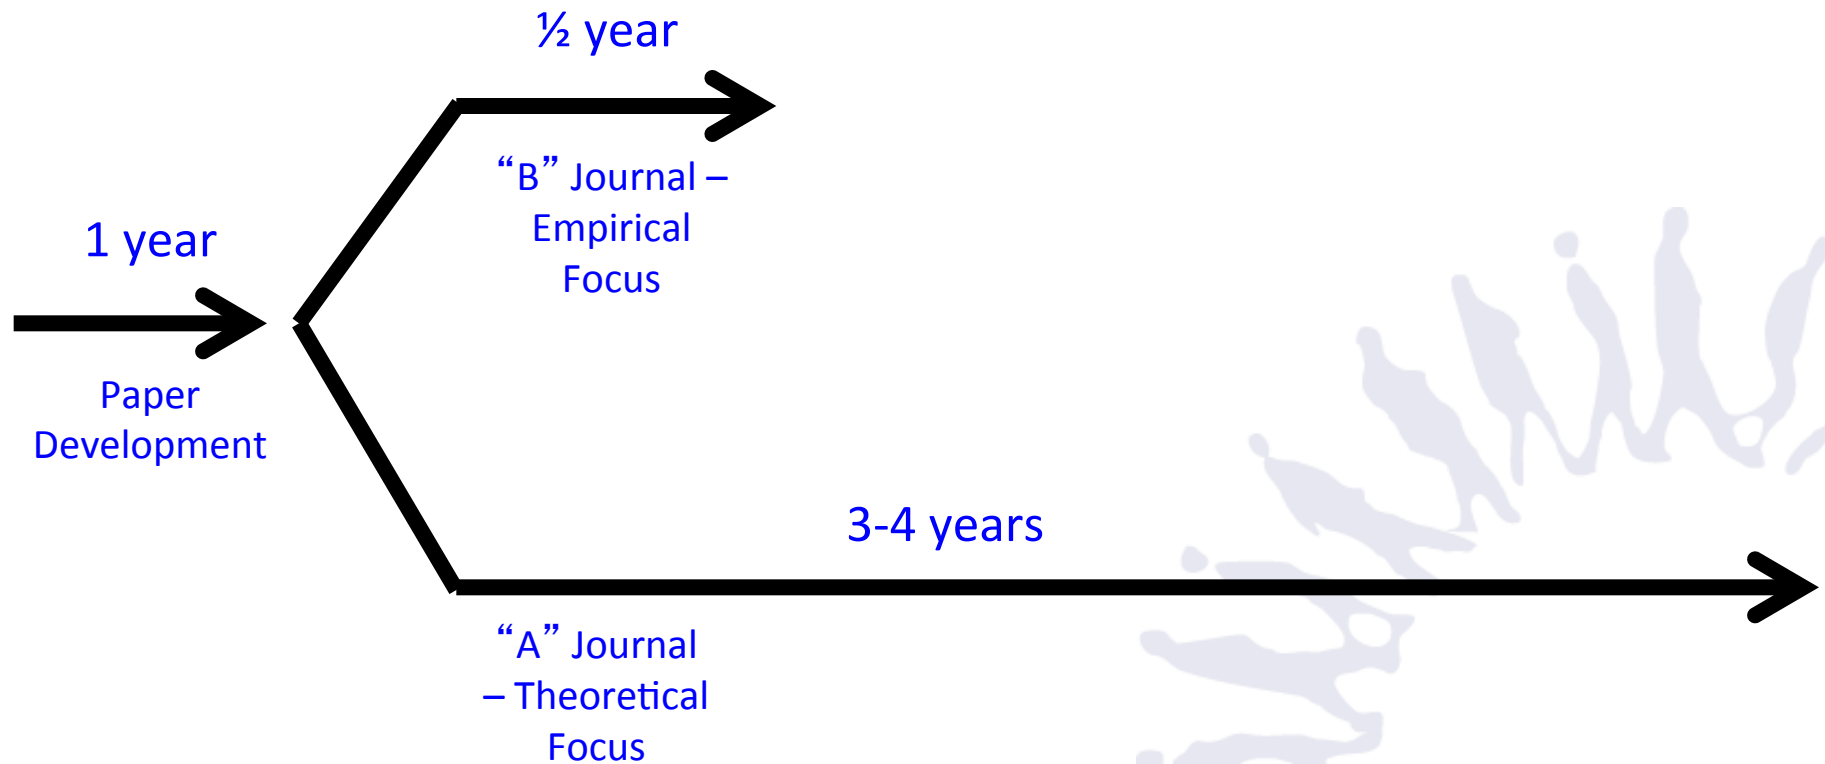 ½ year
“B” Journal –
Empirical
Focus
1 year
Paper
Development
3-4 years
“A” Journal
– Theoretical
Focus